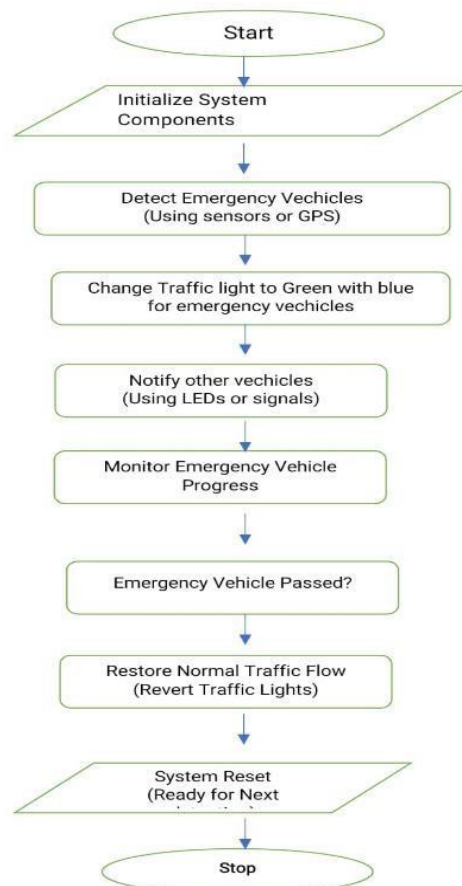 Start
Initialize System
Components
Detect Emergency Vechicles
(Using sensors or GPS)
Change Traffic light to Green with blue
for emergency vechicles
Notify other vechicles
(Using LEDs or signals)
Monitor Emergency Vehicle
Progress
Emergency Vehicle Passed?
Restore Normal Traffic Flow
(Revert Traffic Lights)
System Reset
(Ready for Next
Stop